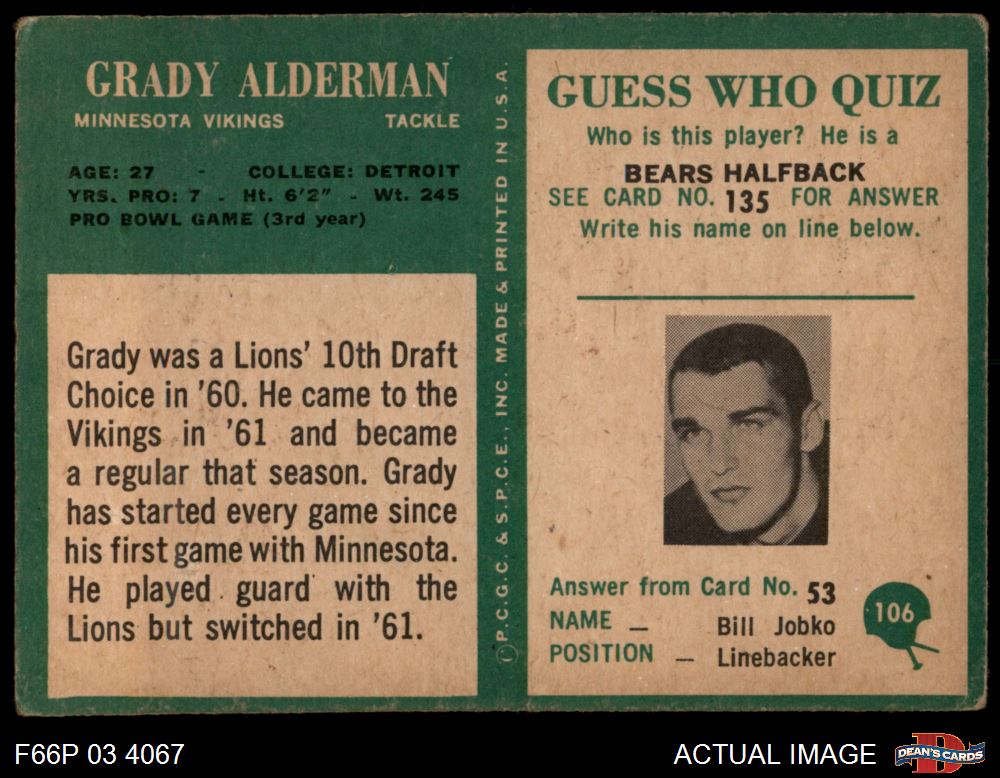 GRADY ALDERMAN
MINNESOTA VIKINGS TACKLE
AGE: 27 - COLLEGE: DETROIT
YRS. PRO: 7 - Ht. 6'2" - Wt. 245
PRO BOWL GAME (3rd year)
Grady was a Lions' 10th Draft
Choice in '60. He came to the
Vikings in '61 and became
a regular that season. Grady
has started every game since
his first game with Minnesota.
He played guard with the
Lions but switched in '61.
Ⓒ P.C.G.C. & S.P.C.E., INC. MADE & PRINTED IN U.S.A.
GUESS WHO QUIZ
Who is this player? He is a
BEARS HALFBACK
SEE CARD NO. 135 FOR ANSWER
Write his name on line below.
Answer from Card No. 53
NAME — Bill Jobko
POSITION — Linebacker
106
F66P 03 4067
ACTUAL IMAGE
D
DEAN'S CARDS